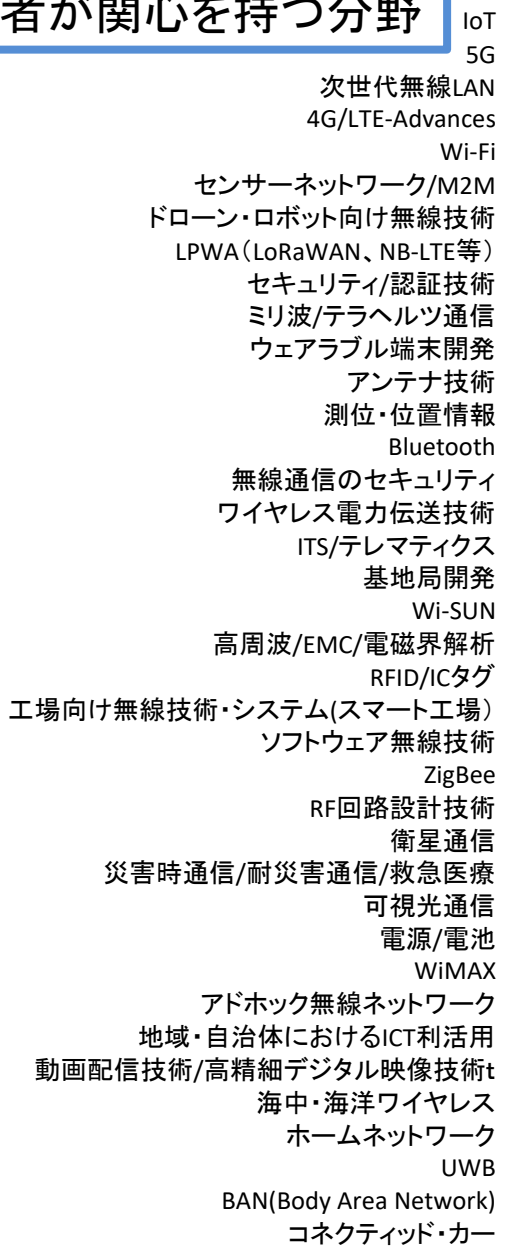 者が関心を持つ分野
IoT
5G
次世代無線LAN
4G/LTE-Advances
Wi-Fi
センサーネットワーク/M2M
ドローン・ロボット向け無線技術
LPWA（LoRaWAN、NB-LTE等）
セキュリティ/認証技術
ミリ波/テラヘルツ通信
ウェアラブル端末開発
アンテナ技術
測位・位置情報
Bluetooth
無線通信のセキュリティ
ワイヤレス電力伝送技術
ITS/テレマティクス
基地局開発
Wi-SUN
高周波/EMC/電磁界解析
RFID/ICタグ
工場向け無線技術・システム(スマート工場）
ソフトウェア無線技術
ZigBee
RF回路設計技術
衛星通信
災害時通信/耐災害通信/救急医療
可視光通信
電源/電池
WiMAX
アドホック無線ネットワーク
地域・自治体におけるICT利活用
動画配信技術/高精細デジタル映像技術t
海中・海洋ワイヤレス
ホームネットワーク
UWB
BAN(Body Area Network)
コネクティッド・カー